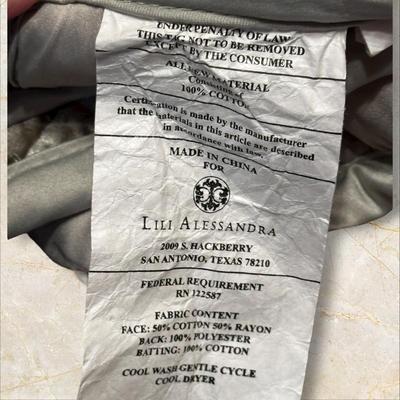 UNDER PENALTY OF LAW
THIS TAG NOT TO BE REMOVED
EXCEPT BY THE CONSUMER
ALL NEW MATERIAL
Consisting of
100% COTTON
Certification is made by the manufacturer
that the materials in this article are described
in accordance with law.
MADE IN CHINA
FOR
LILI ALESSANDRA
2009 S. HACKBERRY
SAN ANTONIO, TEXAS 78210
FEDERAL REQUIREMENT
RN 122587
FABRIC CONTENT
FACE: 50% COTTON 50% RAYON
BACK: 100% POLYESTER
BATTING: 100% COTTON
COOL WASH GENTLE CYCLE
COOL DRYER